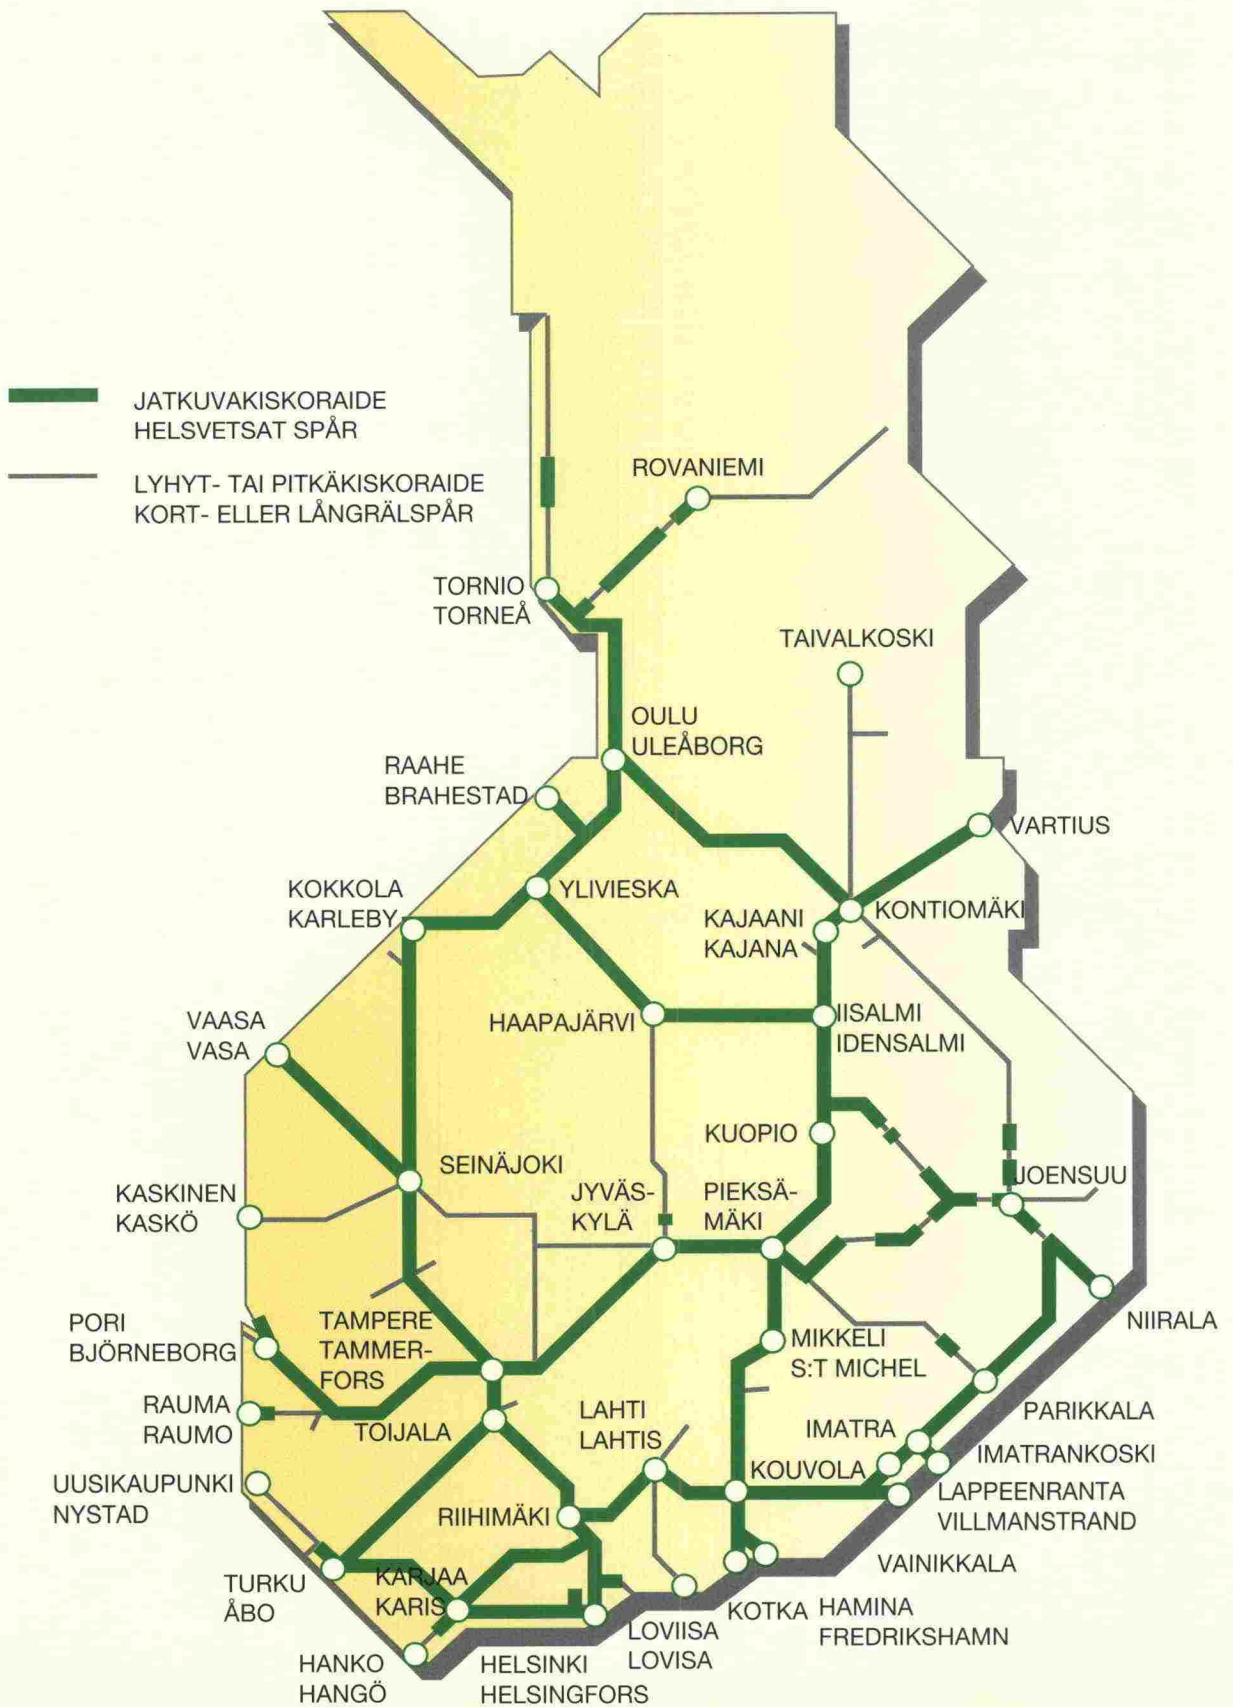 JATKUVAKISKORAIDE
HELSVETSAT SPÅR
LYHYT- TAI PITKÄKISKORAIDE
KORT- ELLER LÅNGRÄLSPÅR
ROVANIEMI
TORNIO
TORNEÅ
TAIVALKOSKI
OULU
ULEÅBORG
RAAHE
BRAHESTAD
VARTIUS
KOKKOLA
KARLEBY
YLIVIESKA
KAJAANI
KAJANA
KONTIOMÄKI
VAASA
VASA
HAAPAJÄRVI
IISALMI
IDENSALMI
KUOPIO
SEINÄJOKI
KASKINEN
KASKÖ
JYVÄS-
KYLÄ
PIEKSÄ-
MÄKI
JOENSUU
NIIRALA
PORI
BJÖRNEBORG
TAMPERE
TAMMER-
FORS
MIKKELI
S:T MICHEL
RAUMA
RAUMO
TOIJALA
LAHTI
LAHTIS
PARIKKALA
IMATRA
IMATRANKOSKI
UUSIKAUPUNKI
NYSTAD
KOUVOLA
LAPPEENRANTA
VILLMANSTRAND
RIIHIMÄKI
VAINIKKALA
TURKU
ÅBO
KARJAA
KARIS
KOTKA
HAMINA
FREDRIKSHAMN
LOVIISA
LOVISA
HANKO
HANGÖ
HELSINKI
HELSINGFORS